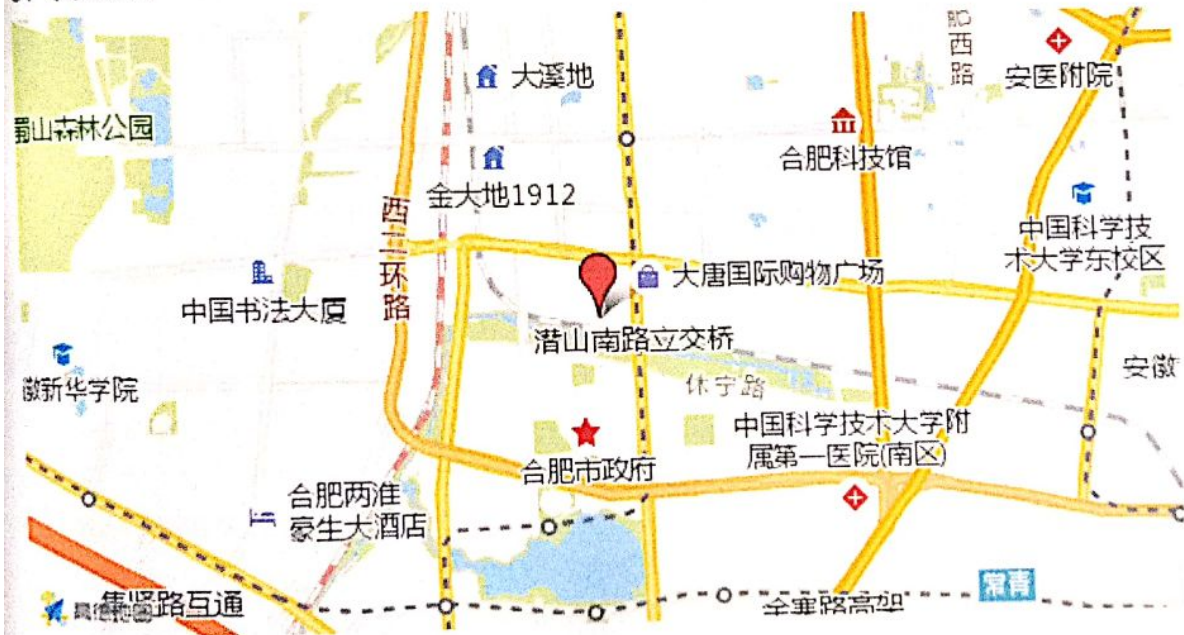 肥西路
大溪地
安医附院
蜀山森林公园
合肥科技馆
金大地1912
西二环路
中国科学技
术大学东校区
大唐国际购物广场
中国书法大厦
潜山南路立交桥
安徽
徽新华学院
休宁路
中国科学技术大学附
属第一医院(南区)
合肥市政府
合肥两淮
豪生大酒店
常青
高德地图
集贤路互通
金寨路高架